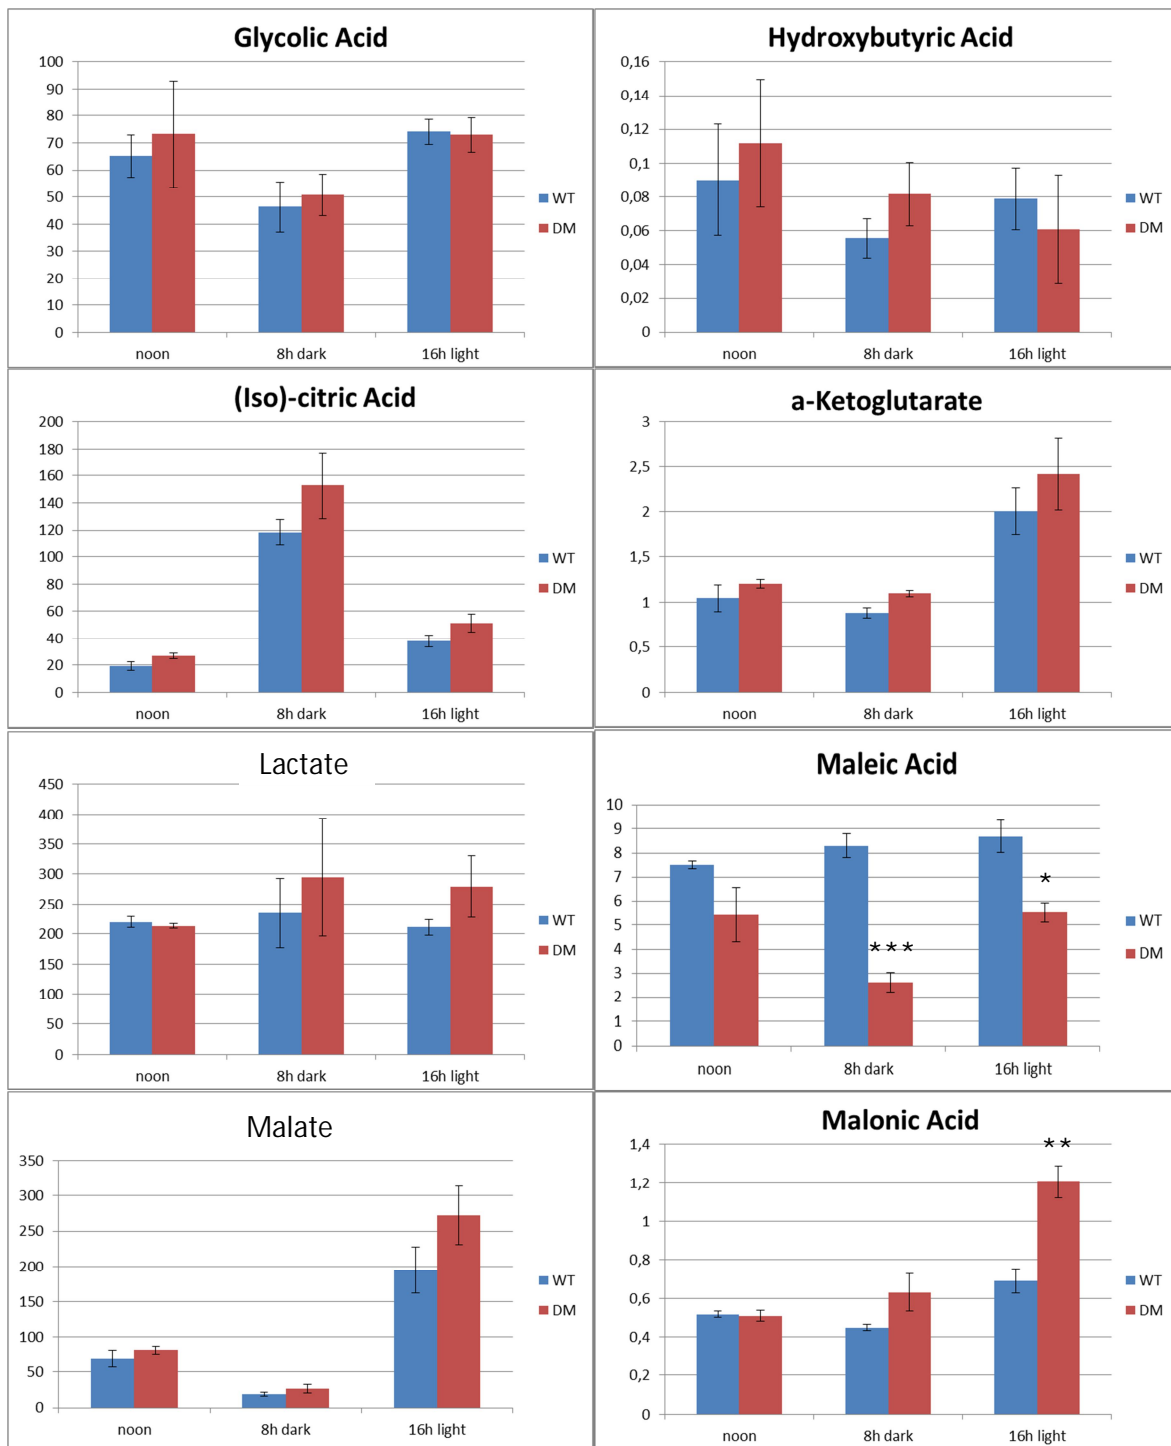 Glycolic Acid
100
90
80
70
60
50
40
30
20
10
0
noon 8h dark 16h light
WT
DM
Hydroxybutyric Acid
0,16
0,14
0,12
0,1
0,08
0,06
0,04
0,02
0
noon 8h dark 16h light
WT
DM
(Iso)-citric Acid
200
180
160
140
120
100
80
60
40
20
0
noon 8h dark 16h light
WT
DM
a-Ketoglutarate
3
2,5
2
1,5
1
0,5
0
noon 8h dark 16h light
WT
DM
Lactate
450
400
350
300
250
200
150
100
50
0
noon 8h dark 16h light
WT
DM
Maleic Acid
10
9
8
7
6
5
4
3
2
1
0
***
*
noon 8h dark 16h light
WT
DM
Malate
350
300
250
200
150
100
50
0
noon 8h dark 16h light
WT
DM
Malonic Acid
1,4
1,2
1
0,8
0,6
0,4
0,2
0
**
noon 8h dark 16h light
WT
DM